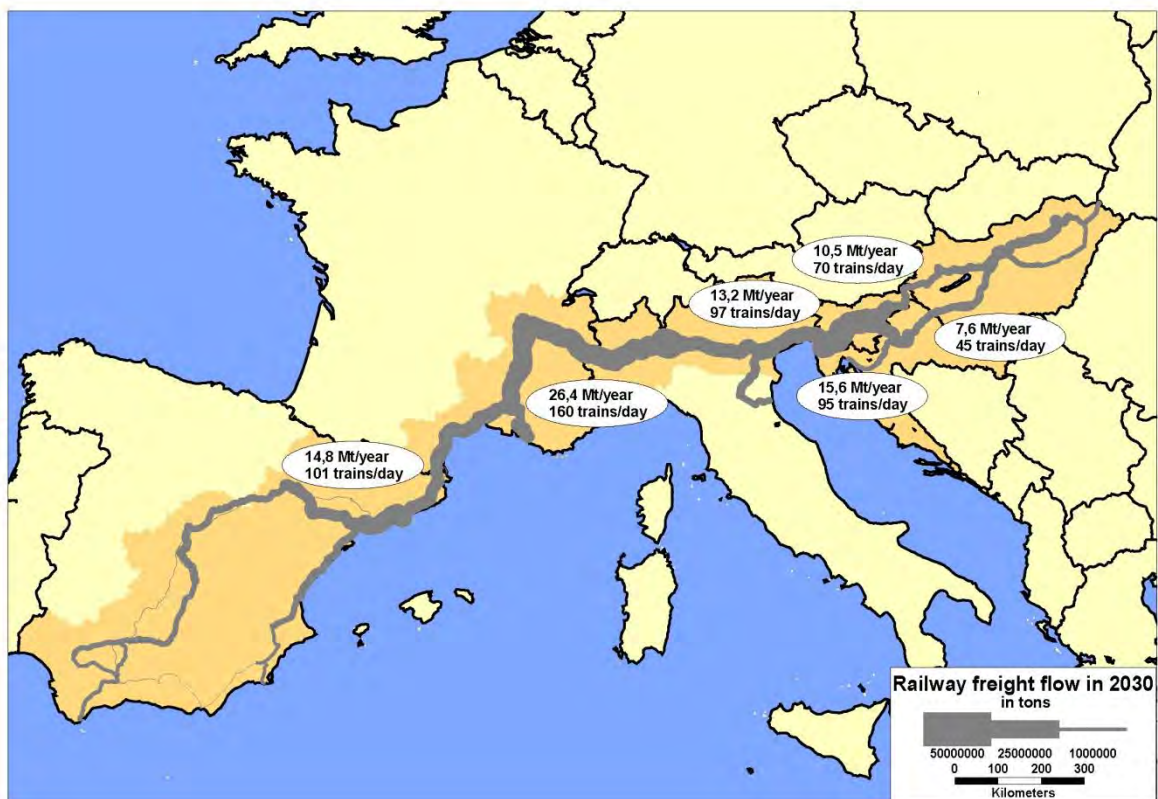 10,5 Mt/year
70 trains/day
13,2 Mt/year
97 trains/day
7,6 Mt/year
45 trains/day
26,4 Mt/year
160 trains/day
15,6 Mt/year
95 trains/day
14,8 Mt/year
101 trains/day
Railway freight flow in 2030
in tons
50000000 25000000 1000000
0 100 200 300
Kilometers